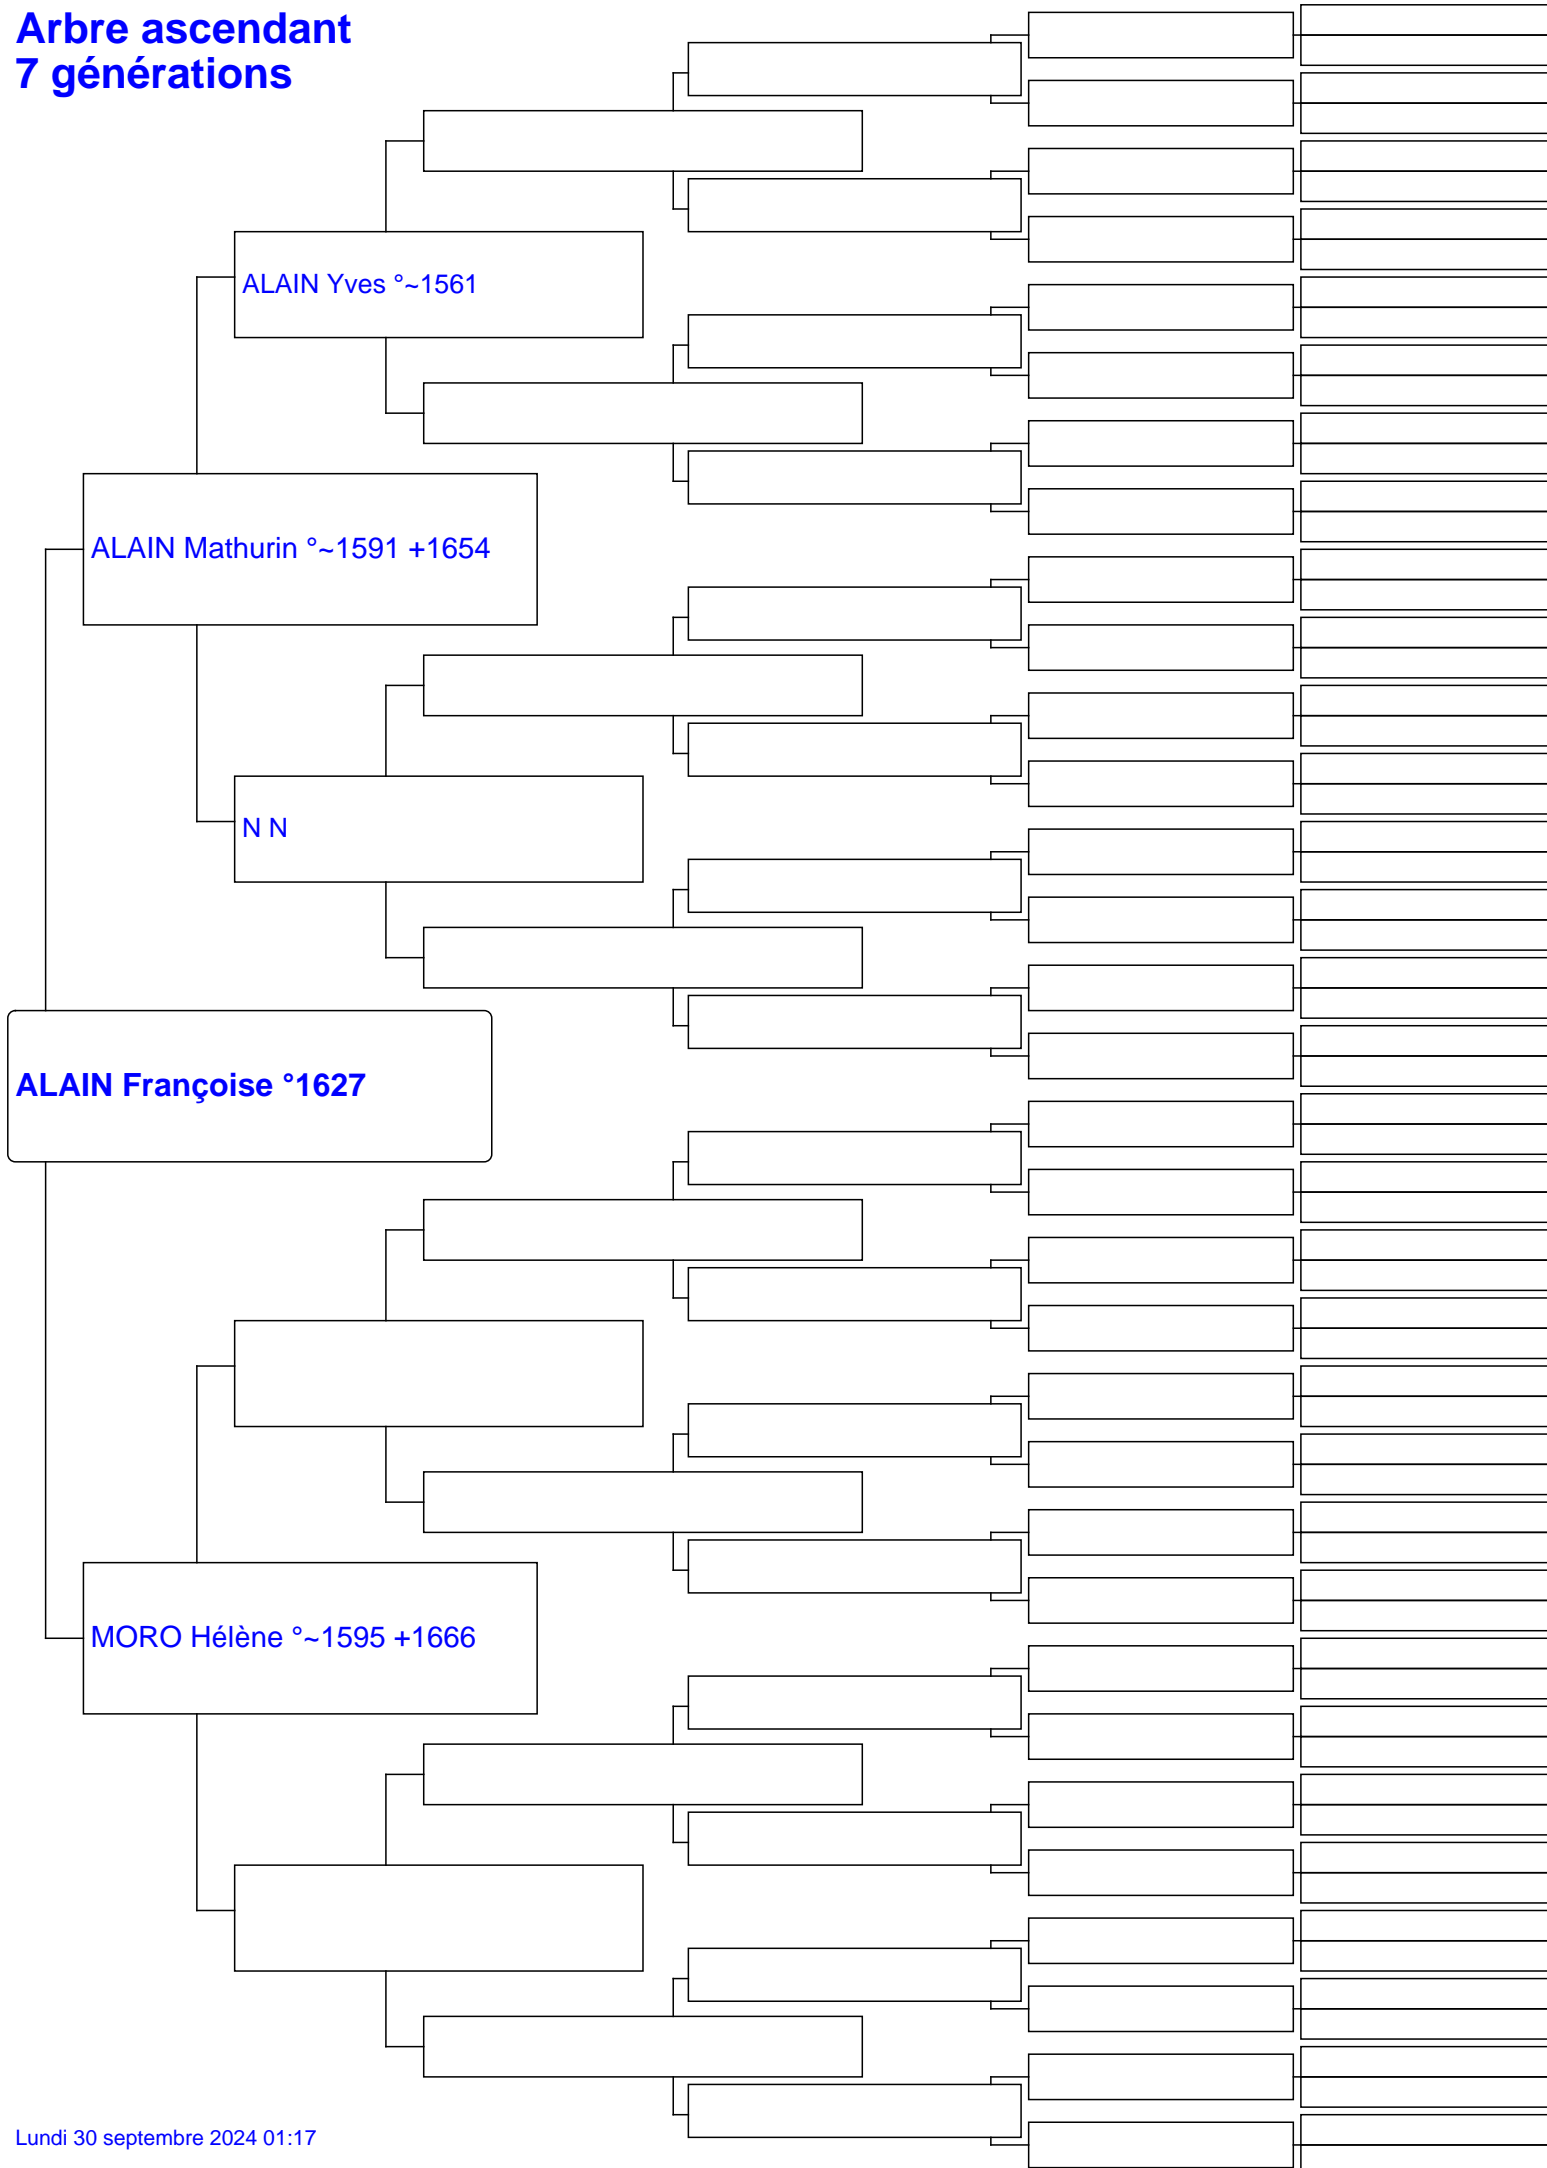 Arbre ascendant
7 générations
ALAIN Yves °~1561
ALAIN Mathurin °~1591 +1654
N N
ALAIN Françoise °1627
MORO Hélène °~1595 +1666
Lundi 30 septembre 2024 01:17